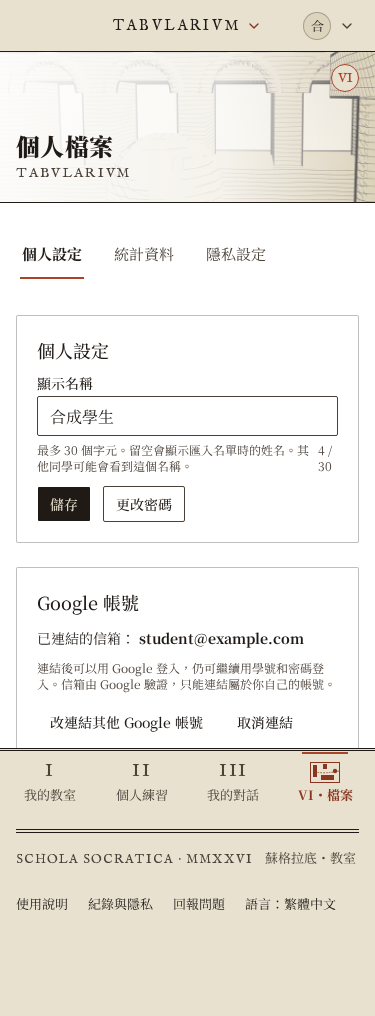 TABVLARIVM
合
VI
個人檔案
TABVLARIVM
個人設定 統計資料 隱私設定
個人設定
顯示名稱
合成學生
最多 30 個字元。留空會顯示匯入名單時的姓名。其他同學可能會看到這個名稱。
4 / 30
儲存 更改密碼
Google 帳號
已連結的信箱： student@example.com
連結後可以用 Google 登入，仍可繼續用學號和密碼登入。信箱由 Google 驗證，只能連結屬於你自己的帳號。
改連結其他 Google 帳號 取消連結
I II III
我的教室 個人練習 我的對話 VI・檔案
SCHOLA SOCRATICA · MMXXVI 蘇格拉底・教室
使用說明 紀錄與隱私 回報問題 語言：繁體中文